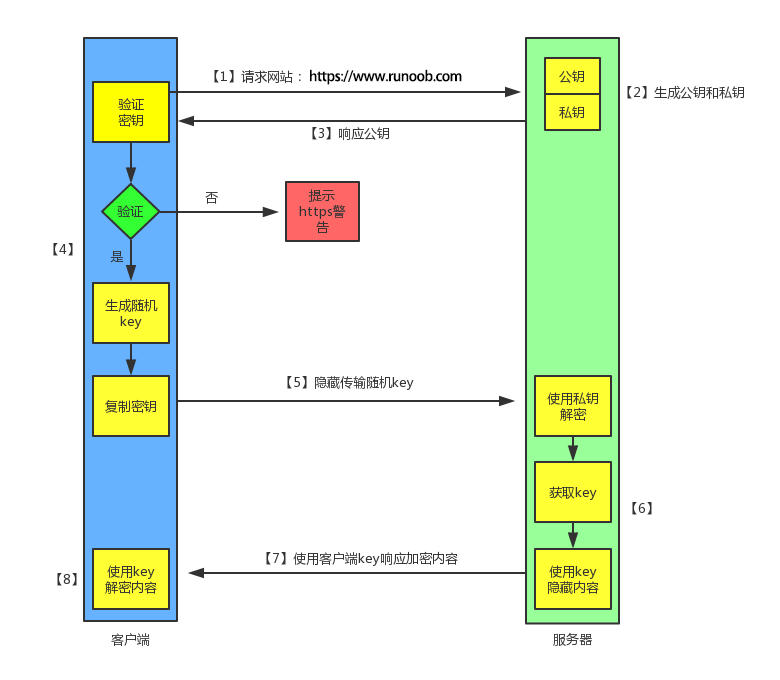 【1】请求网站： https://www.runoob.com
公钥
私钥
【2】生成公钥和私钥
【3】响应公钥
验证
密钥
验证
否
提示
https警
告
【4】
是
生成随机
key
复制密钥
【5】隐藏传输随机key
使用私钥
解密
获取key
【6】
【7】使用客户端key响应加密内容
使用key
隐藏内容
【8】
使用key
解密内容
客户端
服务器